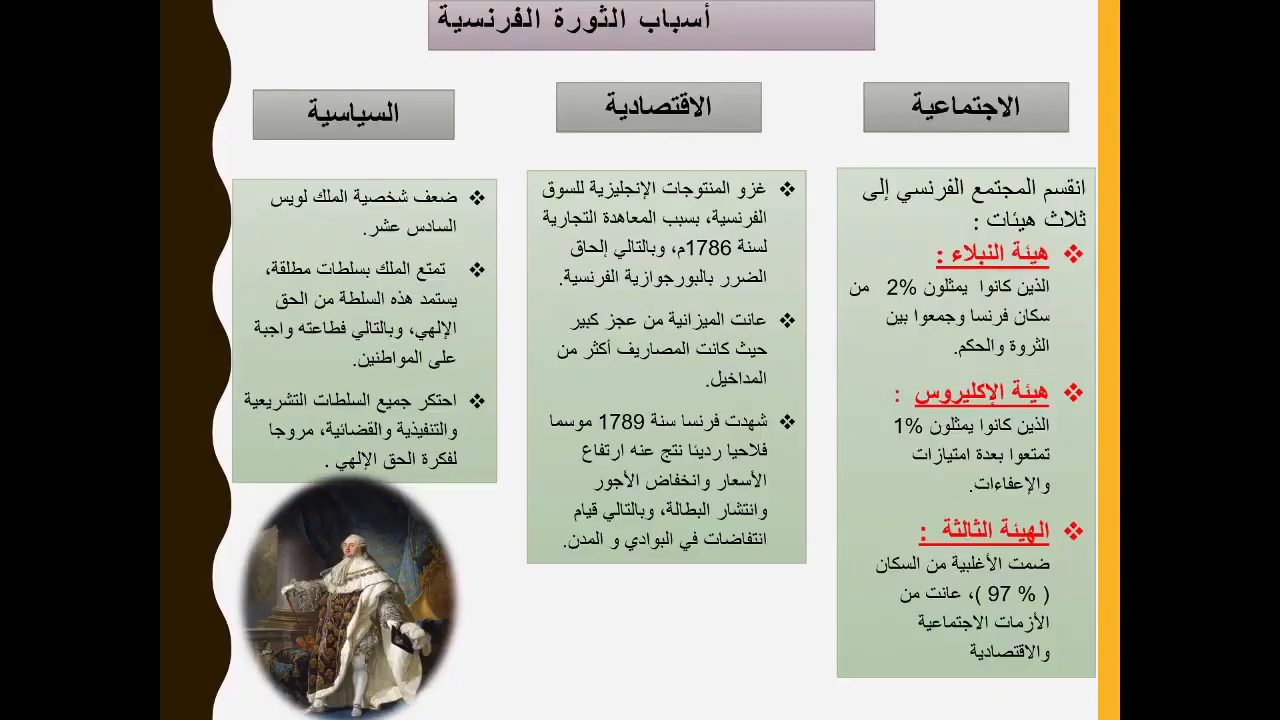 أسباب الثورة الفرنسية
الاجتماعية
انقسم المجتمع الفرنسي إلى
ثلاث هيئات :
❖ هيئة النبلاء :
الذين كانوا يمثلون 2% من
سكان فرنسا وجمعوا بين
الثروة والحكم.
❖ هيئة الإكليروس :
الذين كانوا يمثلون 1%
تمتعوا بعدة امتيازات
والإعفاءات.
❖ الهيئة الثالثة :
ضمت الأغلبية من السكان
( % 97 )، عانت من
الأزمات الاجتماعية
والاقتصادية
الاقتصادية
❖ غزو المنتوجات الإنجليزية للسوق
الفرنسية، بسبب المعاهدة التجارية
لسنة 1786م، وبالتالي إلحاق
الضرر بالبورجوازية الفرنسية.
❖ عانت الميزانية من عجز كبير
حيث كانت المصاريف أكثر من
المداخيل.
❖ شهدت فرنسا سنة 1789 موسما
فلاحيا رديئا نتج عنه ارتفاع
الأسعار وانخفاض الأجور
وانتشار البطالة، وبالتالي قيام
انتفاضات في البوادي و المدن.
السياسية
❖ ضعف شخصية الملك لويس
السادس عشر.
❖ تمتع الملك بسلطات مطلقة،
يستمد هذه السلطة من الحق
الإلهي، وبالتالي فطاعته واجبة
على المواطنين.
❖ احتكر جميع السلطات التشريعية
والتنفيذية والقضائية، مروجا
لفكرة الحق الإلهي .